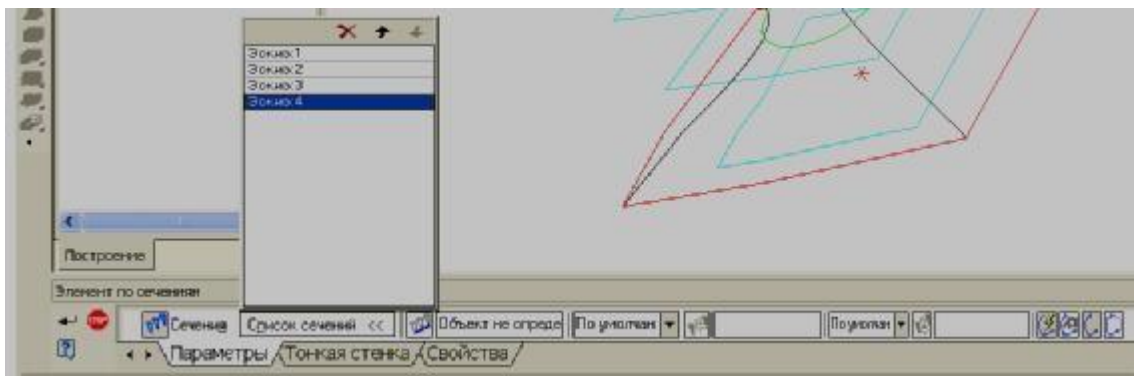 Эскиз:1
Эскиз:2
Эскиз:3
Эскиз:4
Построение
Элемент по сечениям
Сечения Список сечений << Объект не опреде По умолчан По умолчан
Параметры Тонкая стенка Свойства